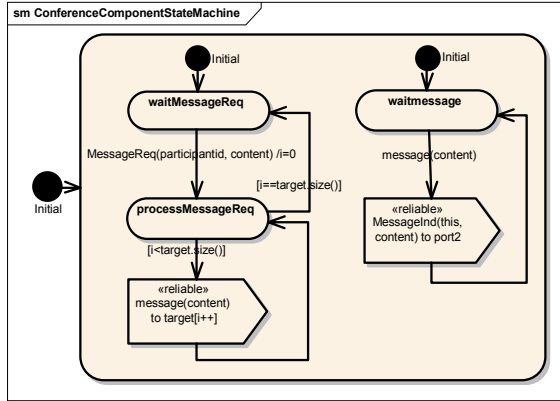 sm ConferenceComponentStateMachine
Initial
Initial
waitMessageReq
MessageReq(participantid, content) /i=0
[i==target.size()]
processMessageReq
[i<target.size()]
«reliable»
message(content)
to target[i++]
Initial
waitmessage
message(content)
«reliable»
MessageInd(this,
content) to port2